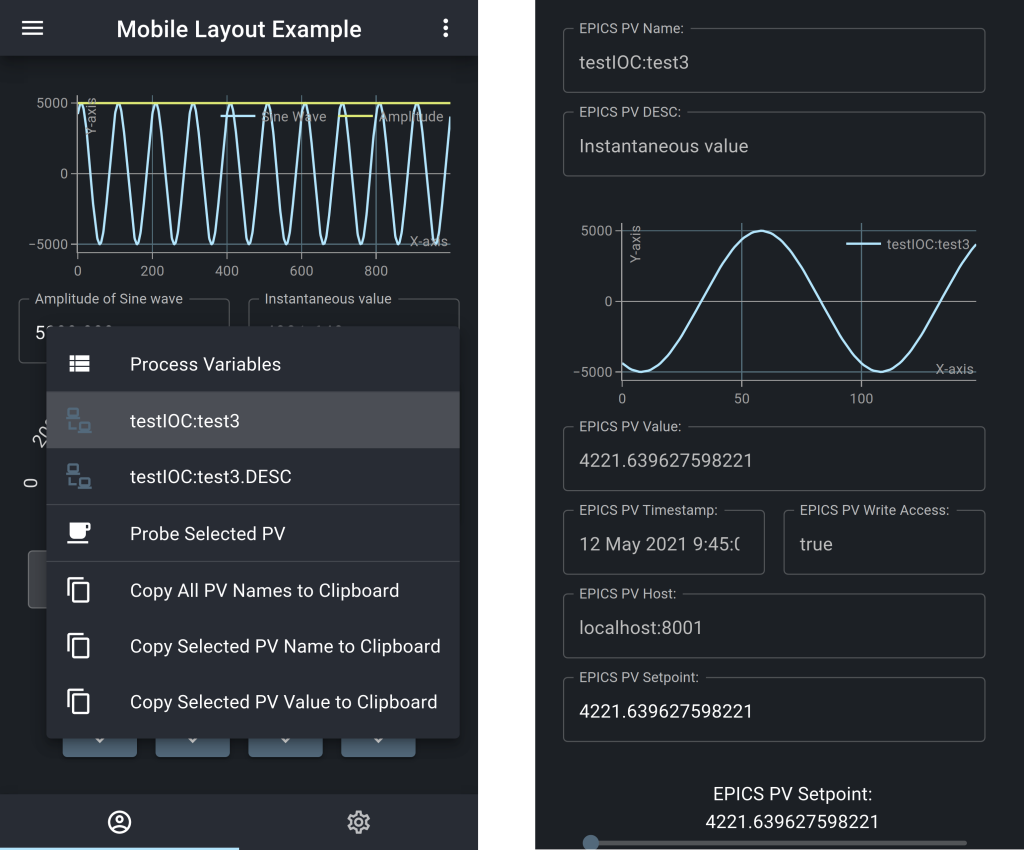 Mobile Layout Example
5000
0
−5000
Y-axis
Sine Wave
Amplitude
X-axis
0 200 400 600 800
Amplitude of Sine wave
Instantaneous value
0
Process Variables
testIOC:test3
testIOC:test3.DESC
Probe Selected PV
Copy All PV Names to Clipboard
Copy Selected PV Name to Clipboard
Copy Selected PV Value to Clipboard
EPICS PV Name:
testIOC:test3
EPICS PV DESC:
Instantaneous value
5000
0
−5000
Y-axis
testIOC:test3
X-axis
0 50 100
EPICS PV Value:
4221.639627598221
EPICS PV Timestamp:
12 May 2021 9:45:
EPICS PV Write Access:
true
EPICS PV Host:
localhost:8001
EPICS PV Setpoint:
4221.639627598221
EPICS PV Setpoint:
4221.639627598221